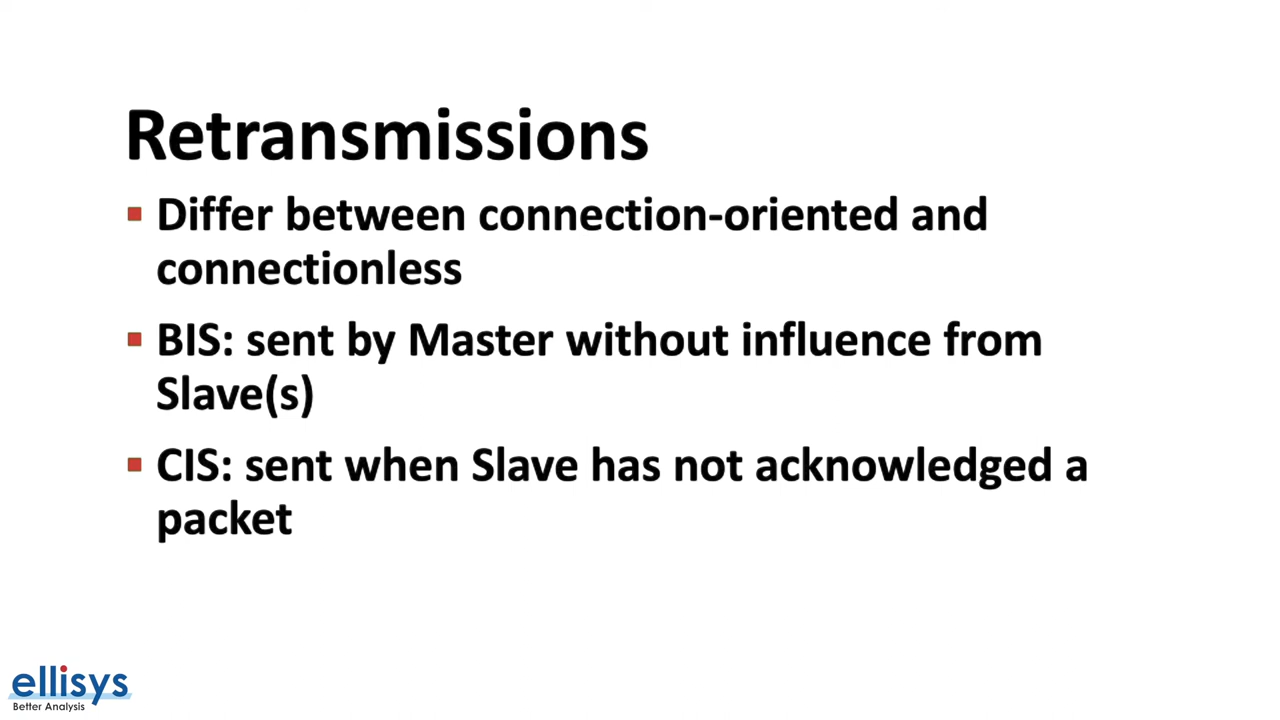 Retransmissions
Differ between connection-oriented and
connectionless
BIS: sent by Master without influence from
Slave(s)
CIS: sent when Slave has not acknowledged a
packet
ellisys
Better Analysis